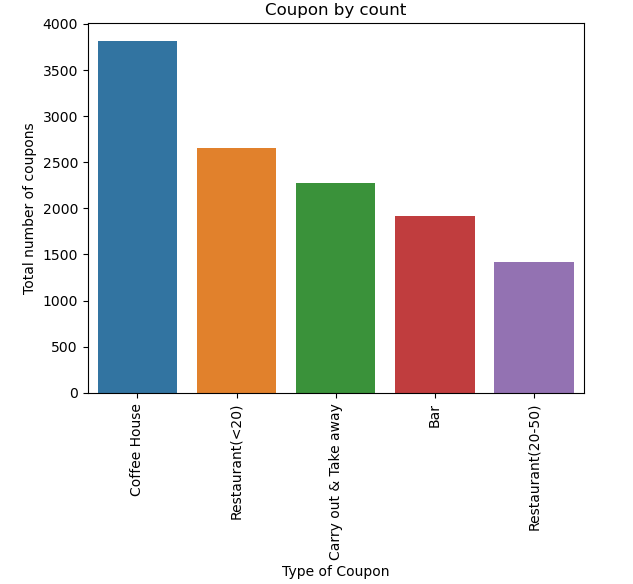 Coupon by count
Total number of coupons
4000
3500
3000
2500
2000
1500
1000
500
0
Coffee House
Restaurant(<20)
Carry out & Take away
Bar
Restaurant(20-50)
Type of Coupon